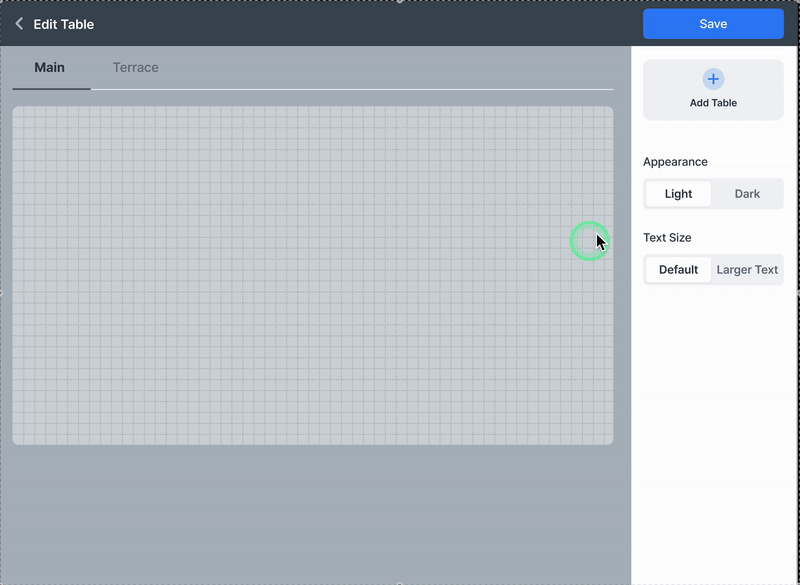 Edit Table
Save
Main
Terrace
Add Table
Appearance
Light
Dark
Text Size
Default
Larger Text